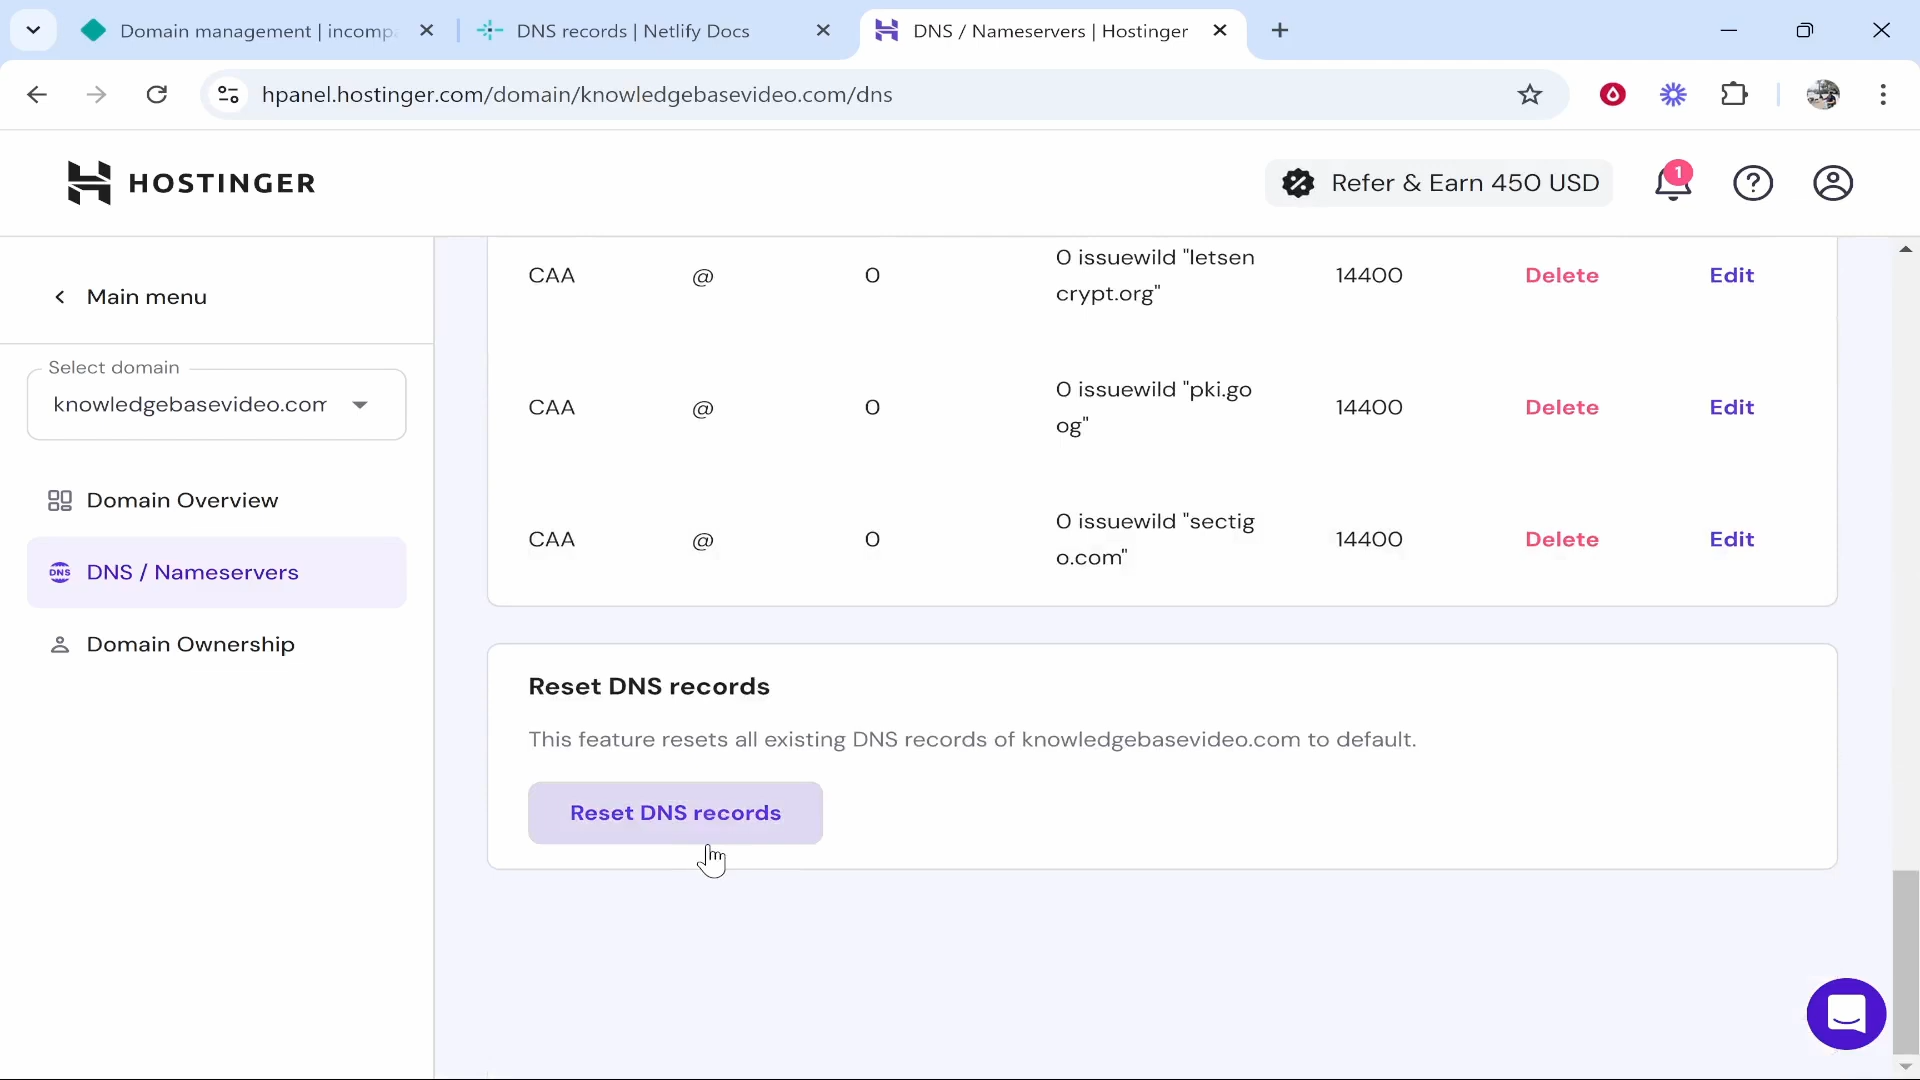 Domain management | incomp
DNS records | Netlify Docs
DNS / Nameservers | Hostinger
hpanel.hostinger.com/domain/knowledgebasevideo.com/dns
HOSTINGER
Refer & Earn 450 USD
1
Main menu
Select domain
knowledgebasevideo.com
Domain Overview
DNS
DNS / Nameservers
Domain Ownership
CAA @ 0 0 issuewild "letsen
crypt.org" 14400 Delete Edit
CAA @ 0 0 issuewild "pki.go
og" 14400 Delete Edit
CAA @ 0 0 issuewild "sectig
o.com" 14400 Delete Edit
Reset DNS records
This feature resets all existing DNS records of knowledgebasevideo.com to default.
Reset DNS records